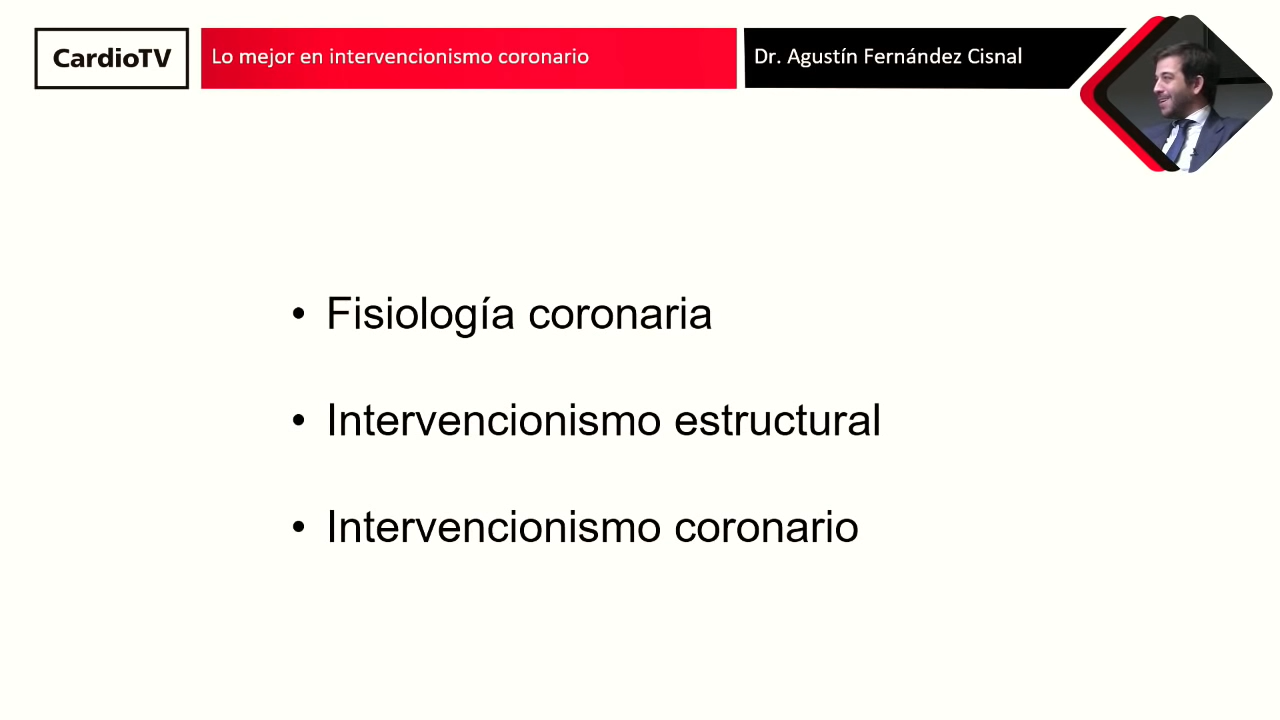 CardioTV
Lo mejor en intervencionismo coronario
Dr. Agustín Fernández Cisnal
• Fisiología coronaria
• Intervencionismo estructural
• Intervencionismo coronario